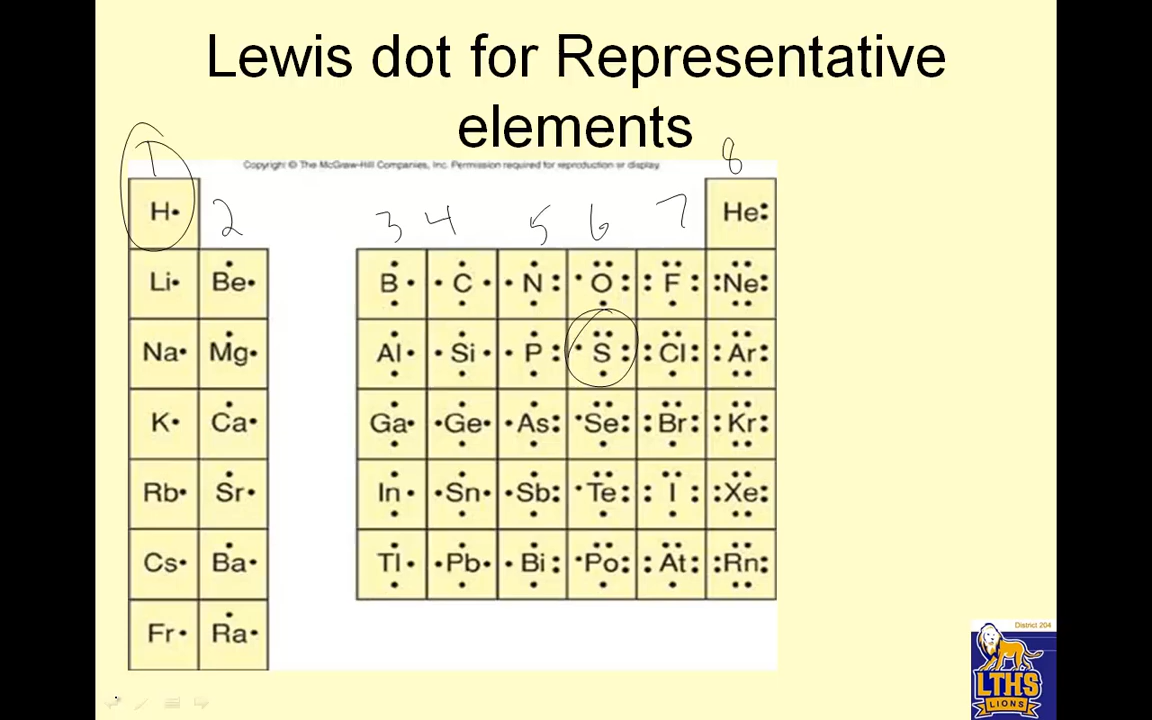 Lewis dot for Representative
elements
Copyright © The McGraw-Hill Companies, Inc. Permission required for reproduction or display.
1 8
H He
2 3 4 5 6 7
Li Be B C N O F Ne
Na Mg Al Si P S Cl Ar
K Ca Ga Ge As Se Br Kr
Rb Sr In Sn Sb Te I Xe
Cs Ba Tl Pb Bi Po At Rn
Fr Ra
District 204
LTHS
LIONS